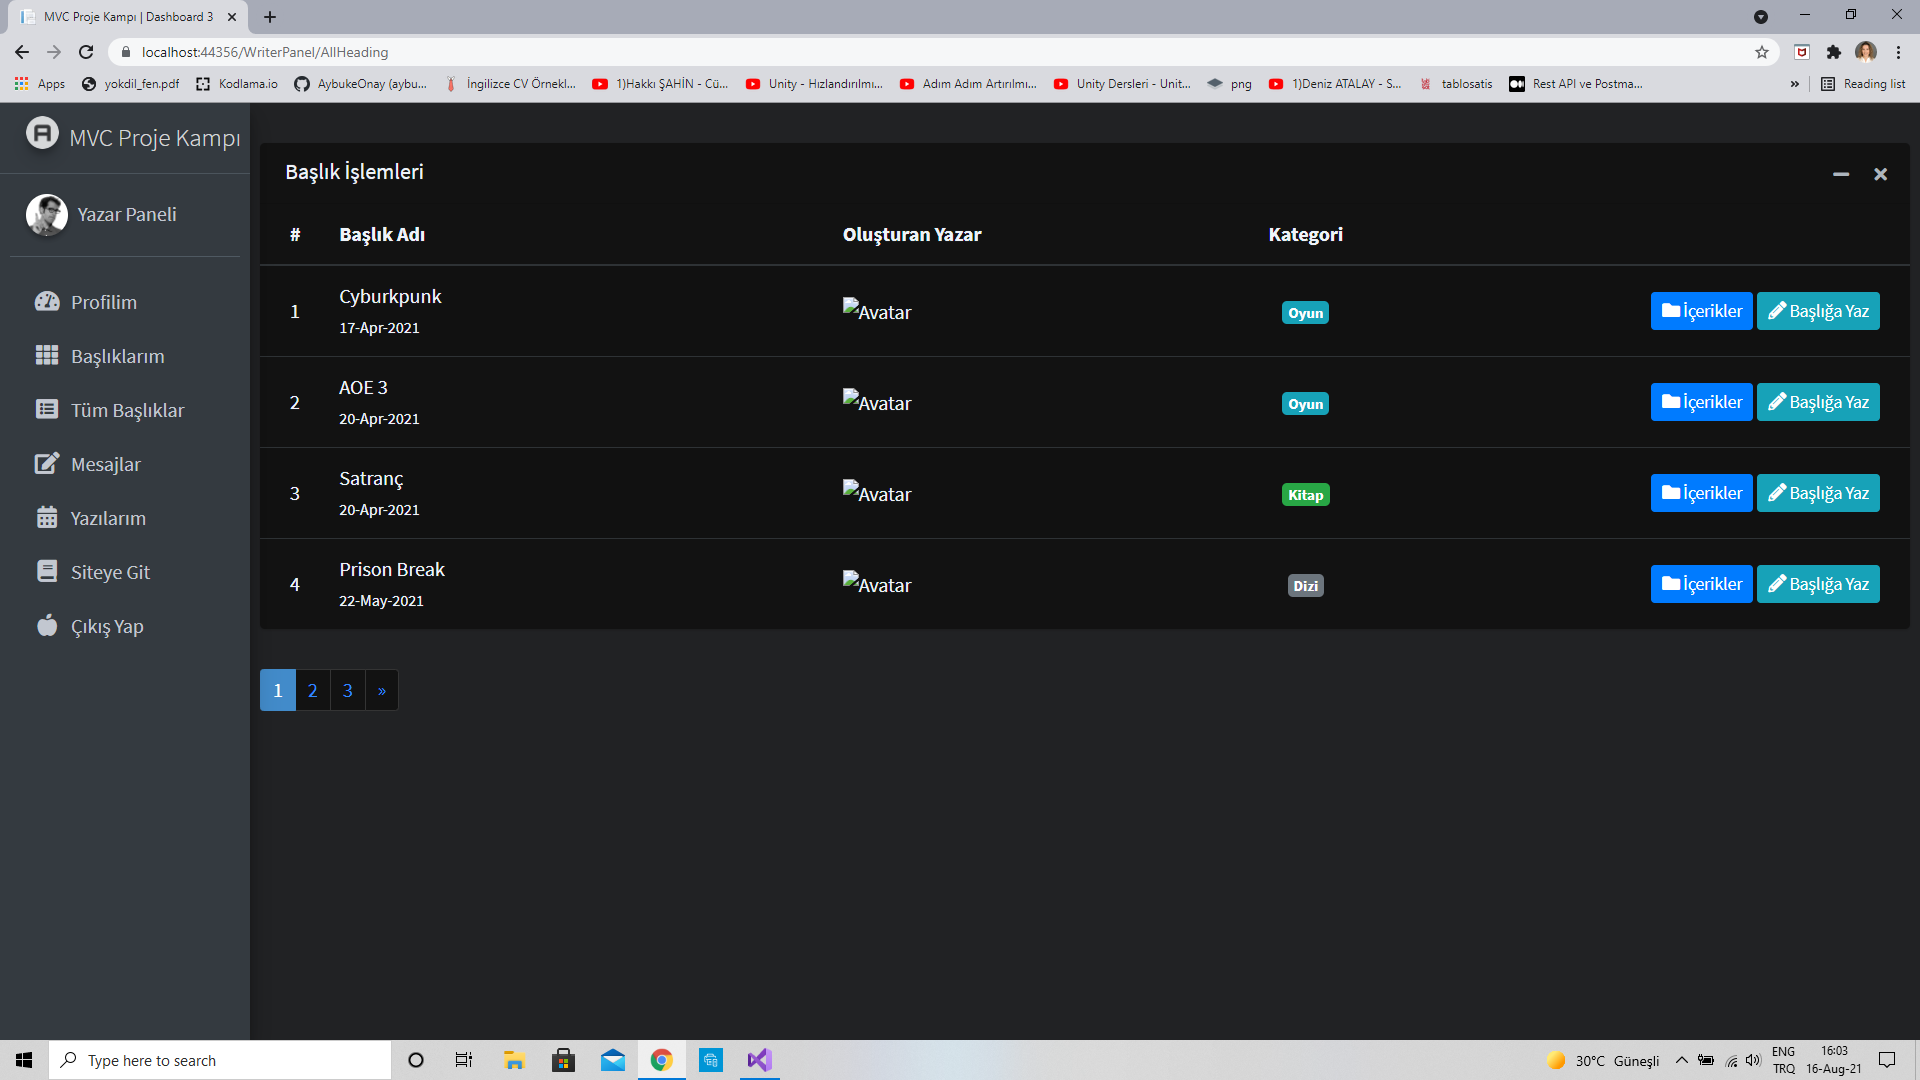 MVC Proje Kampı | Dashboard 3
localhost:44356/WriterPanel/AllHeading
Apps yokdil_fen.pdf Kodlama.io AybukeOnay (aybu... İngilizce CV Örnekl... 1)Hakkı ŞAHİN - Cü... Unity - Hızlandırılmı... Adım Adım Artırılmı... Unity Dersleri - Unit... png 1)Deniz ATALAY - S... tablosatis Rest API ve Postma... » Reading list
MVC Proje Kampı
Yazar Paneli
Profilim
Başlıklarım
Tüm Başlıklar
Mesajlar
Yazılarım
Siteye Git
Çıkış Yap
Başlık İşlemleri
# Başlık Adı Oluşturan Yazar Kategori
1 Cyburkpunk Avatar Oyun İçerikler Başlığa Yaz
17-Apr-2021
2 AOE 3 Avatar Oyun İçerikler Başlığa Yaz
20-Apr-2021
3 Satranç Avatar Kitap İçerikler Başlığa Yaz
20-Apr-2021
4 Prison Break Avatar Dizi İçerikler Başlığa Yaz
22-May-2021
1 2 3 »
Type here to search
30°C Güneşli
ENG
TRQ
16:03
16-Aug-21